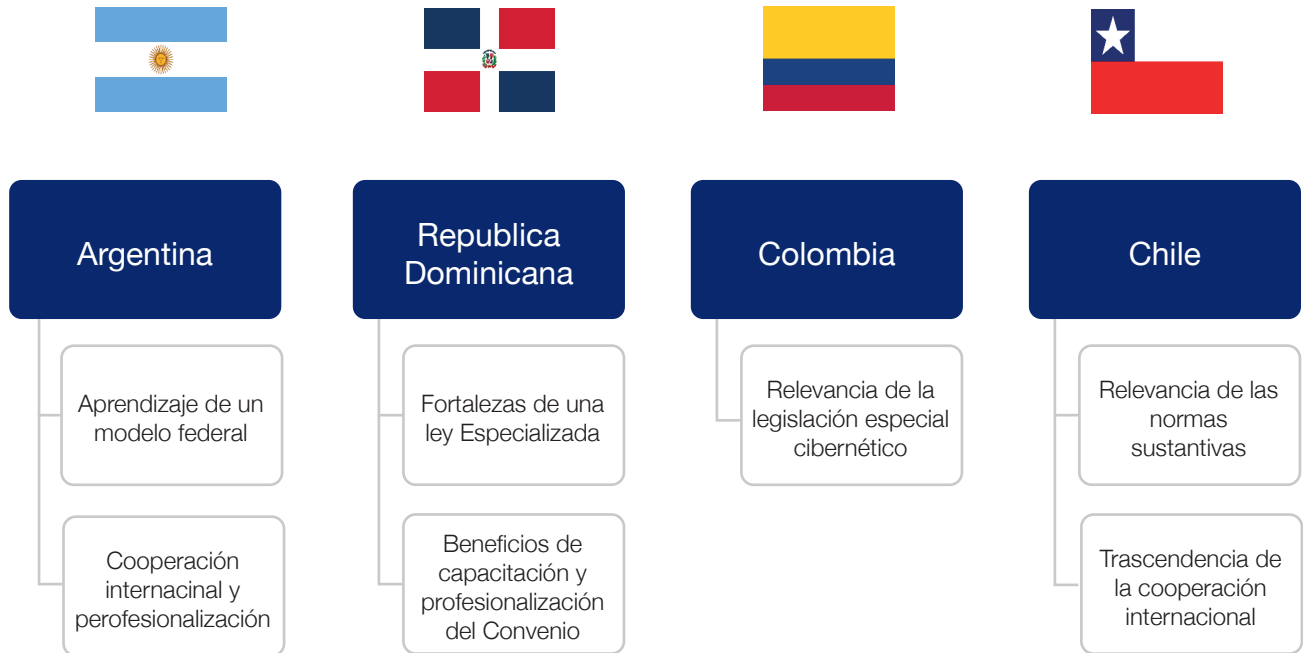 Argentina
Republica
Dominicana
Colombia
Chile
Aprendizaje de un
modelo federal
Fortalezas de una
ley Especializada
Relevancia de la
legislación especial
cibernético
Relevancia de las
normas
sustantivas
Cooperación
internacinal y
perofesionalización
Beneficios de
capacitación y
profesionalización
del Convenio
Trascendencia de
la cooperación
internacional